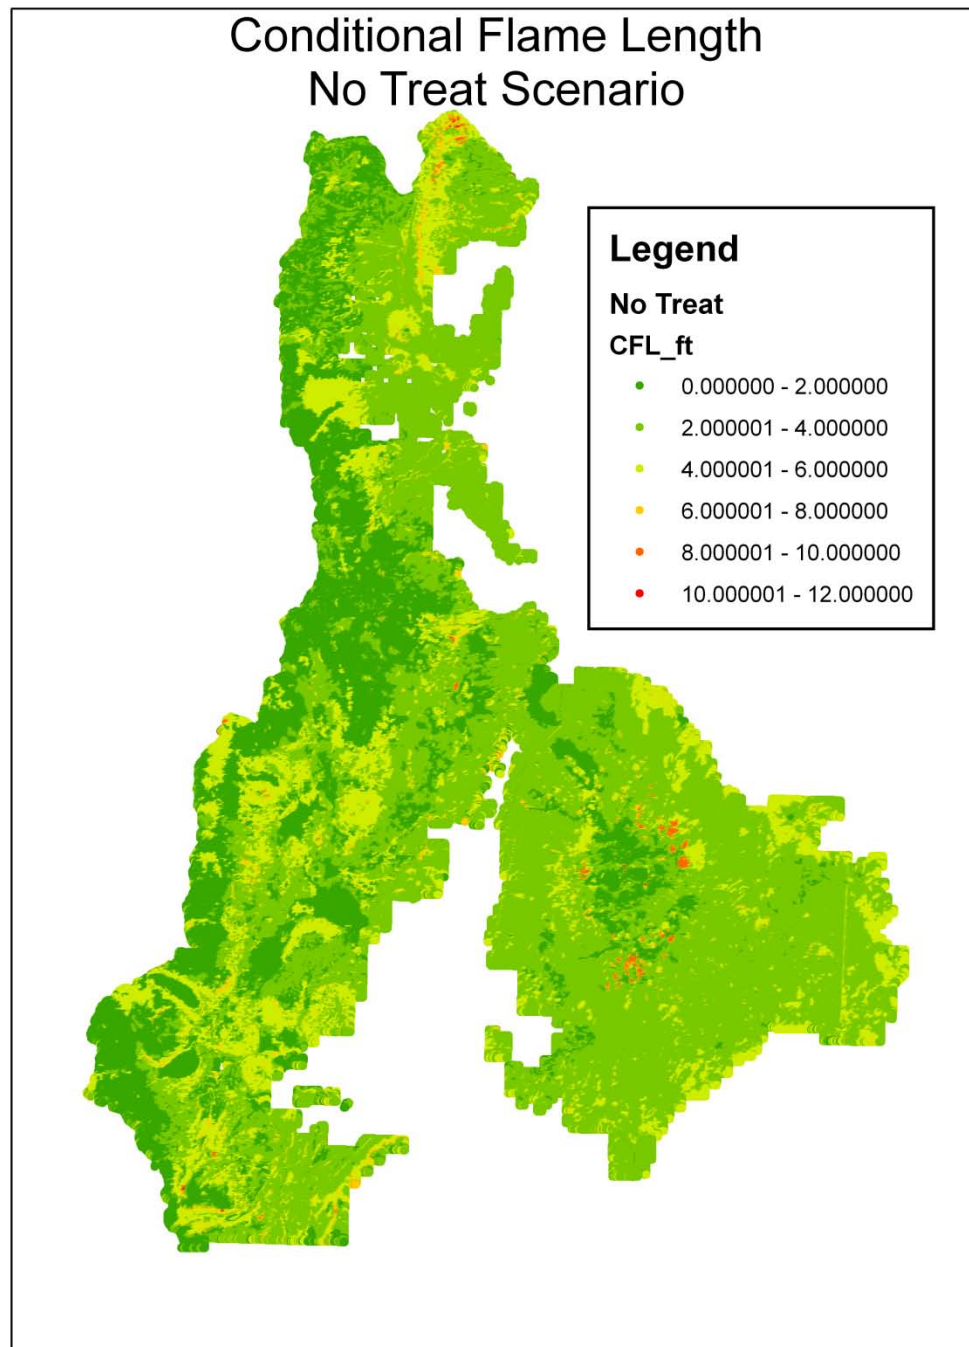 Conditional Flame Length
No Treat Scenario
Legend
No Treat
CFL_ft
0.000000 - 2.000000
2.000001 - 4.000000
4.000001 - 6.000000
6.000001 - 8.000000
8.000001 - 10.000000
10.000001 - 12.000000